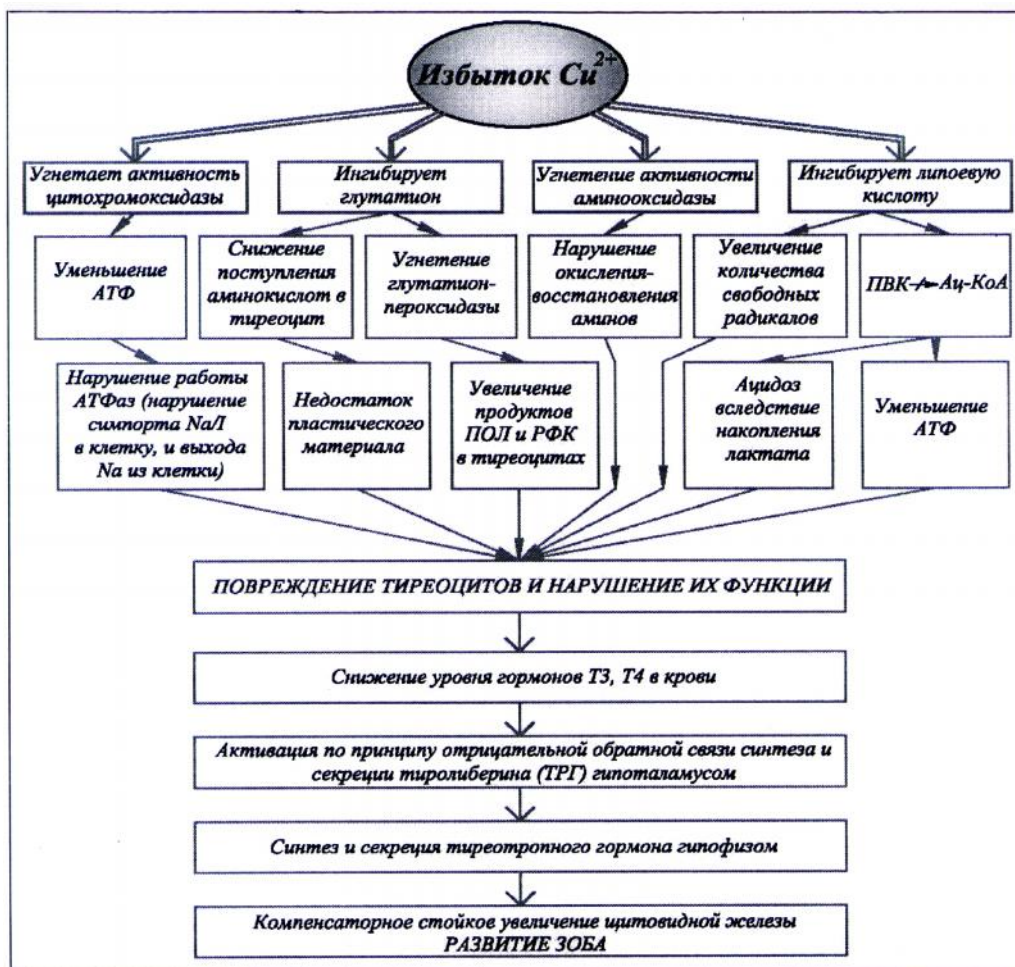 Избыток Cu²⁺
Угнетает активность
цитохромоксидазы
Ингибирует
глутатион
Угнетение активности
аминооксидазы
Ингибирует липоевую
кислоту
Уменьшение
АТФ
Снижение
поступления
аминокислот в
тиреоцит
Угнетение
глутатион-
пероксидазы
Нарушение
окисления-
восстановления
аминов
Увеличение
количества
свободных
радикалов
ПВК Ац-КоА
Нарушение работы
АТФаз (нарушение
симпорта Na/I
в клетку, и выхода
Na из клетки)
Недостаток
пластического
материала
Увеличение
продуктов
ПОЛ и РФК
в тиреоцитах
Ацидоз
вследствие
накопления
лактата
Уменьшение
АТФ
ПОВРЕЖДЕНИЕ ТИРЕОЦИТОВ И НАРУШЕНИЕ ИХ ФУНКЦИИ
Снижение уровня гормонов Т3, Т4 в крови
Активация по принципу отрицательной обратной связи синтеза и
секреции тиролиберина (ТРГ) гипоталамусом
Синтез и секреция тиреотропного гормона гипофизом
Компенсаторное стойкое увеличение щитовидной железы
РАЗВИТИЕ ЗОБА